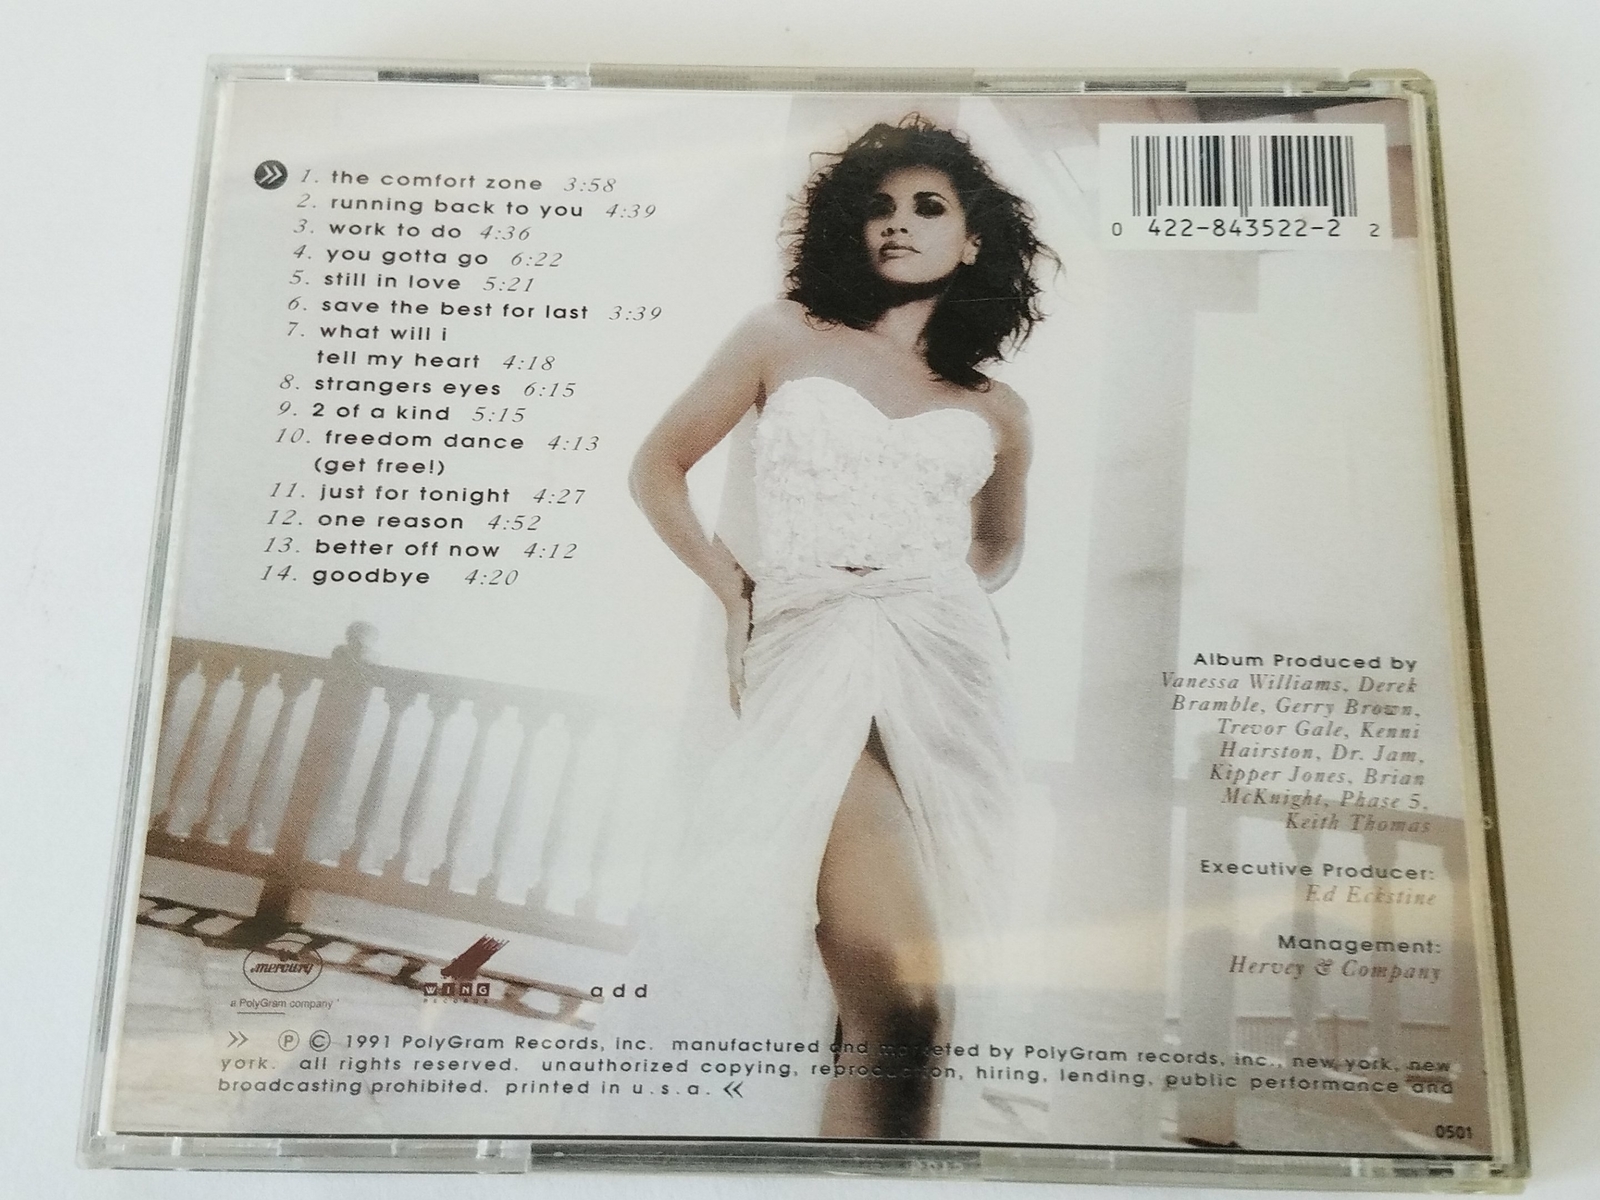 1. the comfort zone 3:58
2. running back to you 4:39
3. work to do 4:36
4. you gotta go 6:22
5. still in love 5:21
6. save the best for last 3:39
7. what will i
tell my heart 4:18
8. strangers eyes 6:15
9. 2 of a kind 5:15
10. freedom dance 4:13
(get free!)
11. just for tonight 4:27
12. one reason 4:52
13. better off now 4:12
14. goodbye 4:20
0 422-843522-2 2
Album Produced by
Vanessa Williams, Derek
Bramble, Gerry Brown,
Trevor Gale, Kenni
Hairston, Dr. Jam,
Kipper Jones, Brian
McKnight, Phase 5,
Keith Thomas
Executive Producer:
Ed Eckstine
Management:
Hervey & Company
mercury
a PolyGram company
WING
RECORDS
add
>> Ⓟ © 1991 PolyGram Records, inc. manufactured and marketed by PolyGram records, inc., new york, new
york. all rights reserved. unauthorized copying, reproduction, hiring, lending, public performance and
broadcasting prohibited. printed in u.s.a. <<
0501